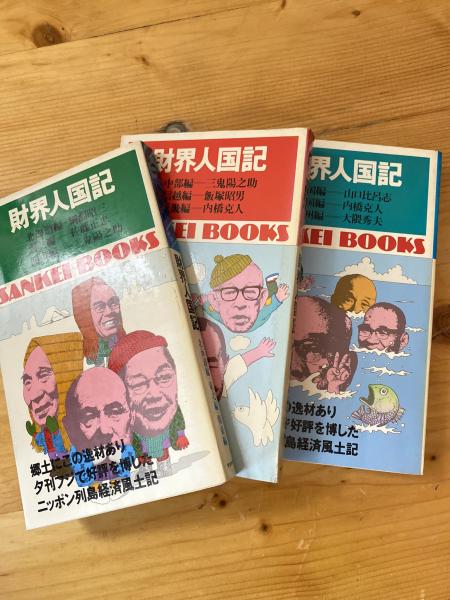 財界人国記
SANKEI BOOKS
郷土にこの逸材あり
夕刊フジで好評を博した
ニッポン列島経済風土記
財界人国記
中部編──三鬼陽之助
信越編──飯塚昭男
近畿編──内橋克人
KEI BOOKS
界人国記
山口比呂志
内橋克人
大隈秀夫
KEI BOOKS
の逸材あり
で好評を博した
島経済風土記